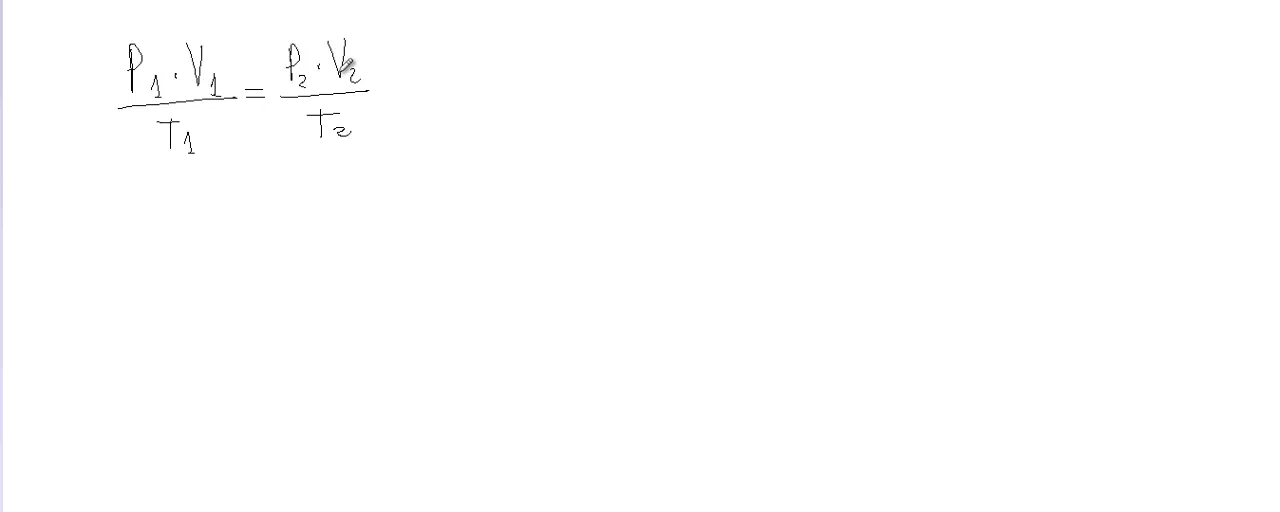 P₁ · V₁ / T₁ = P₂ · V₂ / T₂